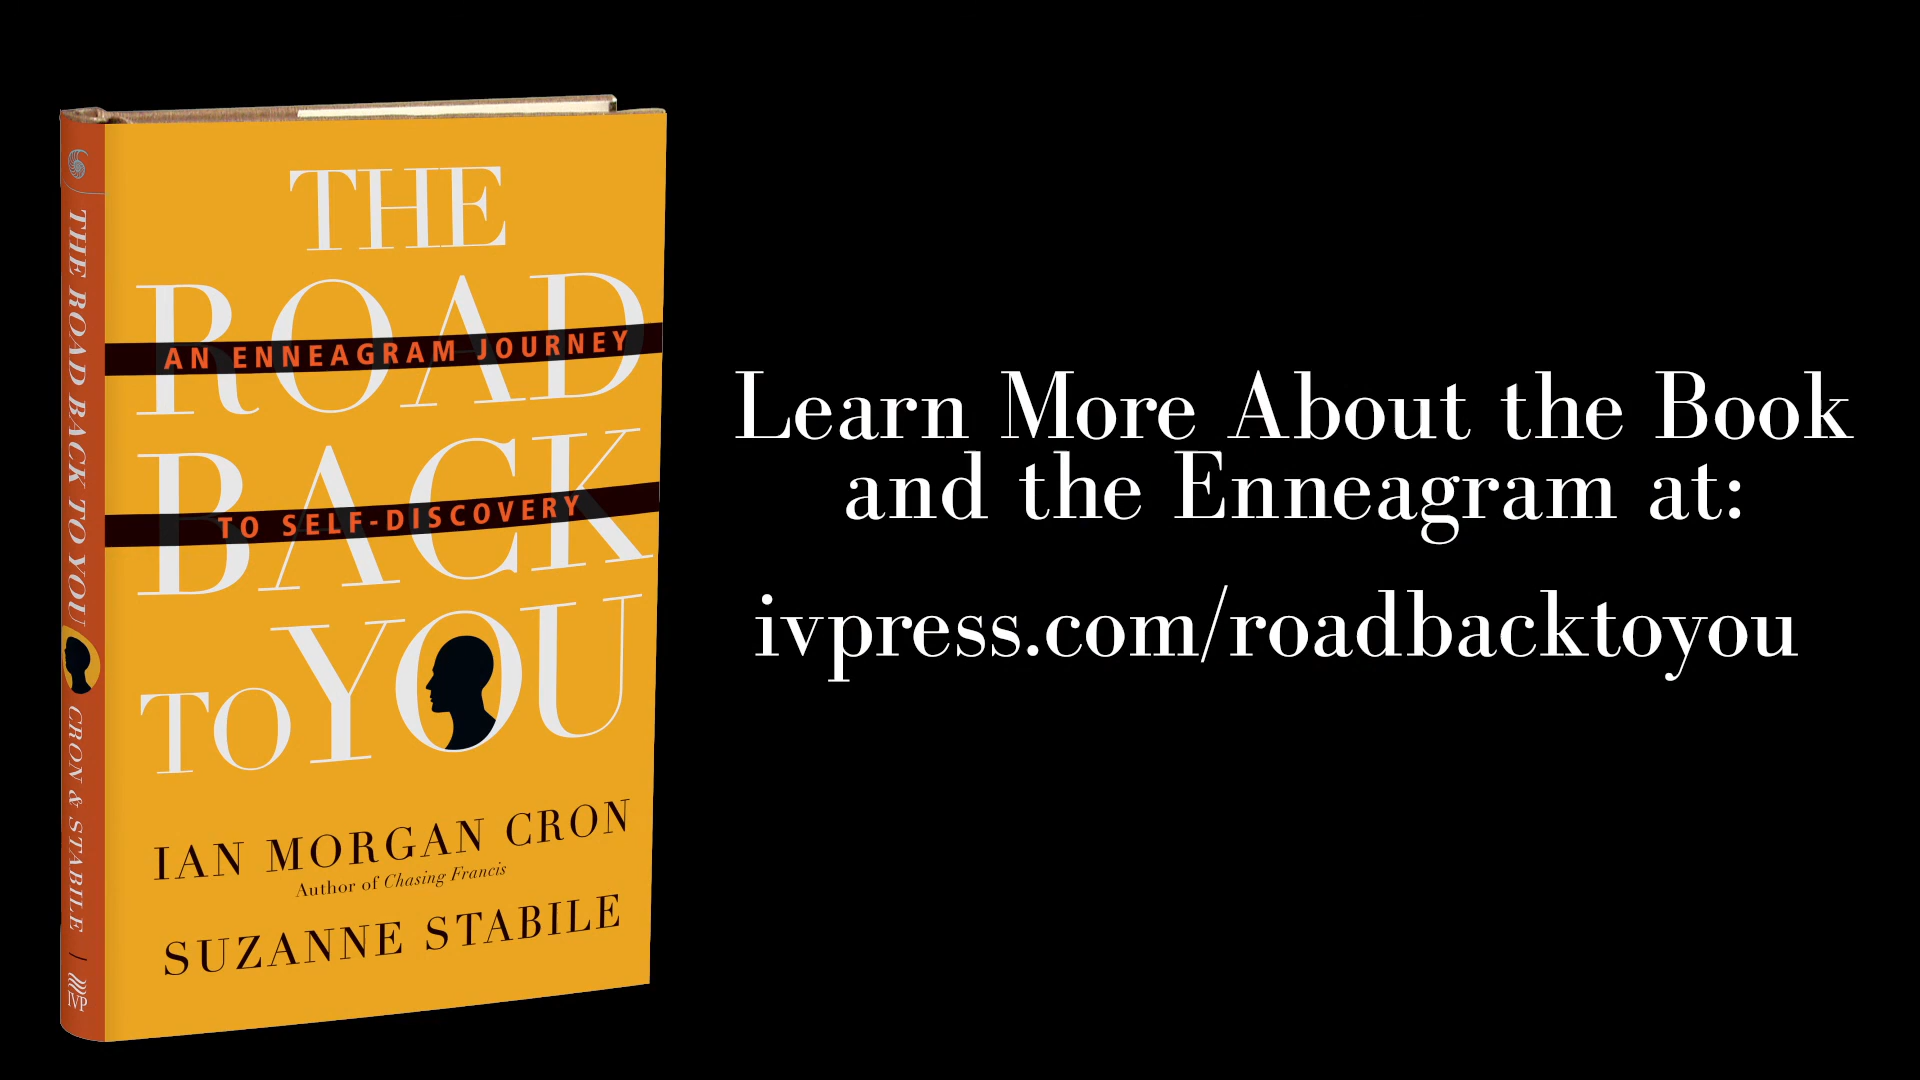 THE
ROAD
AN ENNEAGRAM JOURNEY
BACK
TO SELF-DISCOVERY
TO YOU
IAN MORGAN CRON
Author of Chasing Francis
SUZANNE STABILE
THE ROAD BACK TO YOU
CRON & STABILE
IVP
Learn More About the Book
and the Enneagram at:
ivpress.com/roadbacktoyou